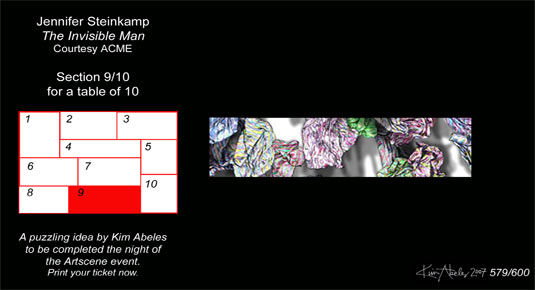 Jennifer Steinkamp
The Invisible Man
Courtesy ACME
Section 9/10
for a table of 10
1
2
3
4
5
6
7
8
9
10
A puzzling idea by Kim Abeles
to be completed the night of
the Artscene event.
Print your ticket now.
Kim Abeles 2007 579/600